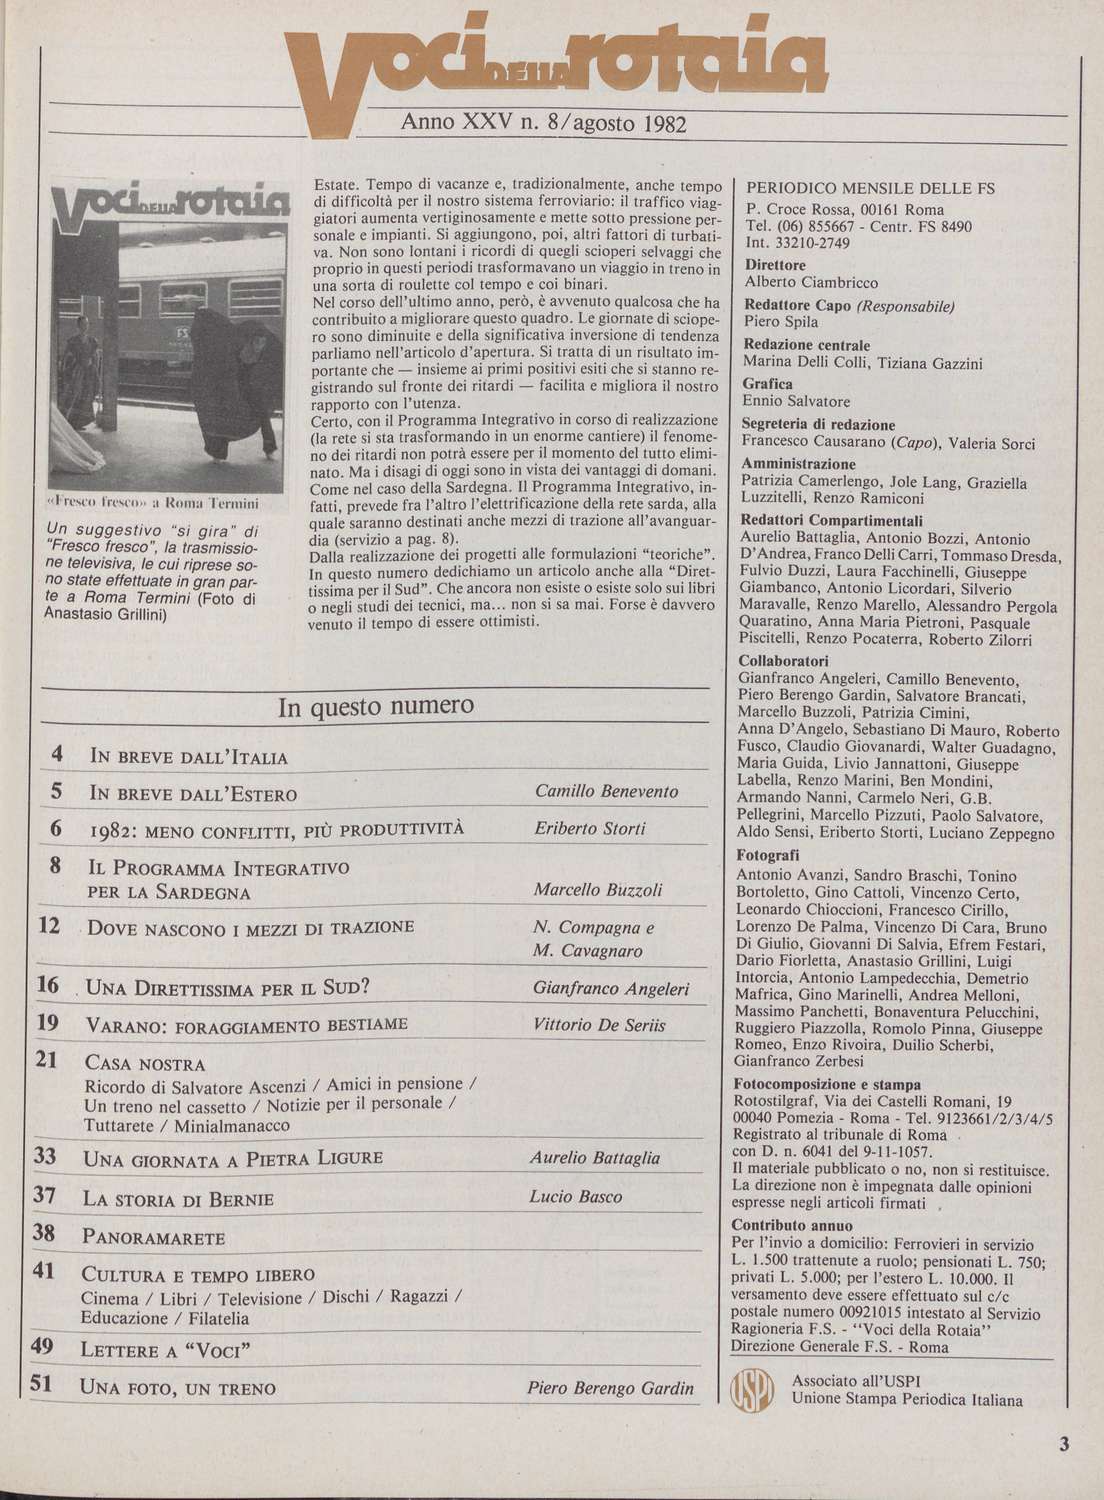 Voci DELLA rotaia
Anno XXV n. 8/agosto 1982
Voci DELLA rotaia
FS
«Fresco fresco» a Roma Termini
Un suggestivo "si gira" di
"Fresco fresco", la trasmissio-
ne televisiva, le cui riprese so-
no state effettuate in gran par-
te a Roma Termini (Foto di
Anastasio Grillini)
Estate. Tempo di vacanze e, tradizionalmente, anche tempo
di difficoltà per il nostro sistema ferroviario: il traffico viag-
giatori aumenta vertiginosamente e mette sotto pressione per-
sonale e impianti. Si aggiungono, poi, altri fattori di turbati-
va. Non sono lontani i ricordi di quegli scioperi selvaggi che
proprio in questi periodi trasformavano un viaggio in treno in
una sorta di roulette col tempo e coi binari.
Nel corso dell'ultimo anno, però, è avvenuto qualcosa che ha
contribuito a migliorare questo quadro. Le giornate di sciope-
ro sono diminuite e della significativa inversione di tendenza
parliamo nell'articolo d'apertura. Si tratta di un risultato im-
portante che — insieme ai primi positivi esiti che si stanno re-
gistrando sul fronte dei ritardi — facilita e migliora il nostro
rapporto con l'utenza.
Certo, con il Programma Integrativo in corso di realizzazione
(la rete si sta trasformando in un enorme cantiere) il fenome-
no dei ritardi non potrà essere per il momento del tutto elimi-
nato. Ma i disagi di oggi sono in vista dei vantaggi di domani.
Come nel caso della Sardegna. Il Programma Integrativo, in-
fatti, prevede fra l'altro l'elettrificazione della rete sarda, alla
quale saranno destinati anche mezzi di trazione all'avanguar-
dia (servizio a pag. 8).
Dalla realizzazione dei progetti alle formulazioni "teoriche".
In questo numero dedichiamo un articolo anche alla "Diret-
tissima per il Sud". Che ancora non esiste o esiste solo sui libri
o negli studi dei tecnici, ma... non si sa mai. Forse è davvero
venuto il tempo di essere ottimisti.
In questo numero
4 IN BREVE DALL'ITALIA
5 IN BREVE DALL'ESTERO Camillo Benevento
6 1982: MENO CONFLITTI, PIÙ PRODUTTIVITÀ Eriberto Storti
8 IL PROGRAMMA INTEGRATIVO
PER LA SARDEGNA Marcello Buzzoli
12 DOVE NASCONO I MEZZI DI TRAZIONE N. Compagna e
M. Cavagnaro
16 UNA DIRETTISSIMA PER IL SUD? Gianfranco Angeleri
19 VARANO: FORAGGIAMENTO BESTIAME Vittorio De Seriis
21 CASA NOSTRA
Ricordo di Salvatore Ascenzi / Amici in pensione /
Un treno nel cassetto / Notizie per il personale /
Tuttarete / Minialmanacco
33 UNA GIORNATA A PIETRA LIGURE Aurelio Battaglia
37 LA STORIA DI BERNIE Lucio Basco
38 PANORAMARETE
41 CULTURA E TEMPO LIBERO
Cinema / Libri / Televisione / Dischi / Ragazzi /
Educazione / Filatelia
49 LETTERE A "VOCI"
51 UNA FOTO, UN TRENO Piero Berengo Gardin
PERIODICO MENSILE DELLE FS
P. Croce Rossa, 00161 Roma
Tel. (06) 855667 - Centr. FS 8490
Int. 33210-2749
Direttore
Alberto Ciambricco
Redattore Capo (Responsabile)
Piero Spila
Redazione centrale
Marina Delli Colli, Tiziana Gazzini
Grafica
Ennio Salvatore
Segreteria di redazione
Francesco Causarano (Capo), Valeria Sorci
Amministrazione
Patrizia Camerlengo, Jole Lang, Graziella
Luzzitelli, Renzo Ramiconi
Redattori Compartimentali
Aurelio Battaglia, Antonio Bozzi, Antonio
D'Andrea, Franco Delli Carri, Tommaso Dresda,
Fulvio Duzzi, Laura Facchinelli, Giuseppe
Giambanco, Antonio Licordari, Silverio
Maravalle, Renzo Marello, Alessandro Pergola
Quaratino, Anna Maria Pietroni, Pasquale
Piscitelli, Renzo Pocaterra, Roberto Zilorri
Collaboratori
Gianfranco Angeleri, Camillo Benevento,
Piero Berengo Gardin, Salvatore Brancati,
Marcello Buzzoli, Patrizia Cimini,
Anna D'Angelo, Sebastiano Di Mauro, Roberto
Fusco, Claudio Giovanardi, Walter Guadagno,
Maria Guida, Livio Jannattoni, Giuseppe
Labella, Renzo Marini, Ben Mondini,
Armando Nanni, Carmelo Neri, G.B.
Pellegrini, Marcello Pizzuti, Paolo Salvatore,
Aldo Sensi, Eriberto Storti, Luciano Zeppegno
Fotografi
Antonio Avanzi, Sandro Braschi, Tonino
Bortoletto, Gino Cattoli, Vincenzo Certo,
Leonardo Chioccioni, Francesco Cirillo,
Lorenzo De Palma, Vincenzo Di Cara, Bruno
Di Giulio, Giovanni Di Salvia, Efrem Festari,
Dario Fiorletta, Anastasio Grillini, Luigi
Intorcia, Antonio Lampedecchia, Demetrio
Mafrica, Gino Marinelli, Andrea Melloni,
Massimo Panchetti, Bonaventura Pelucchini,
Ruggiero Piazzolla, Romolo Pinna, Giuseppe
Romeo, Enzo Rivoira, Duilio Scherbi,
Gianfranco Zerbesi
Fotocomposizione e stampa
Rotostilgraf, Via dei Castelli Romani, 19
00040 Pomezia - Roma - Tel. 9123661/2/3/4/5
Registrato al tribunale di Roma
con D. n. 6041 del 9-11-1057.
Il materiale pubblicato o no, non si restituisce.
La direzione non è impegnata dalle opinioni
espresse negli articoli firmati
Contributo annuo
Per l'invio a domicilio: Ferrovieri in servizio
L. 1.500 trattenute a ruolo; pensionati L. 750;
privati L. 5.000; per l'estero L. 10.000. Il
versamento deve essere effettuato sul c/c
postale numero 00921015 intestato al Servizio
Ragioneria F.S. - "Voci della Rotaia"
Direzione Generale F.S. - Roma
USPI
Associato all'USPI
Unione Stampa Periodica Italiana
3